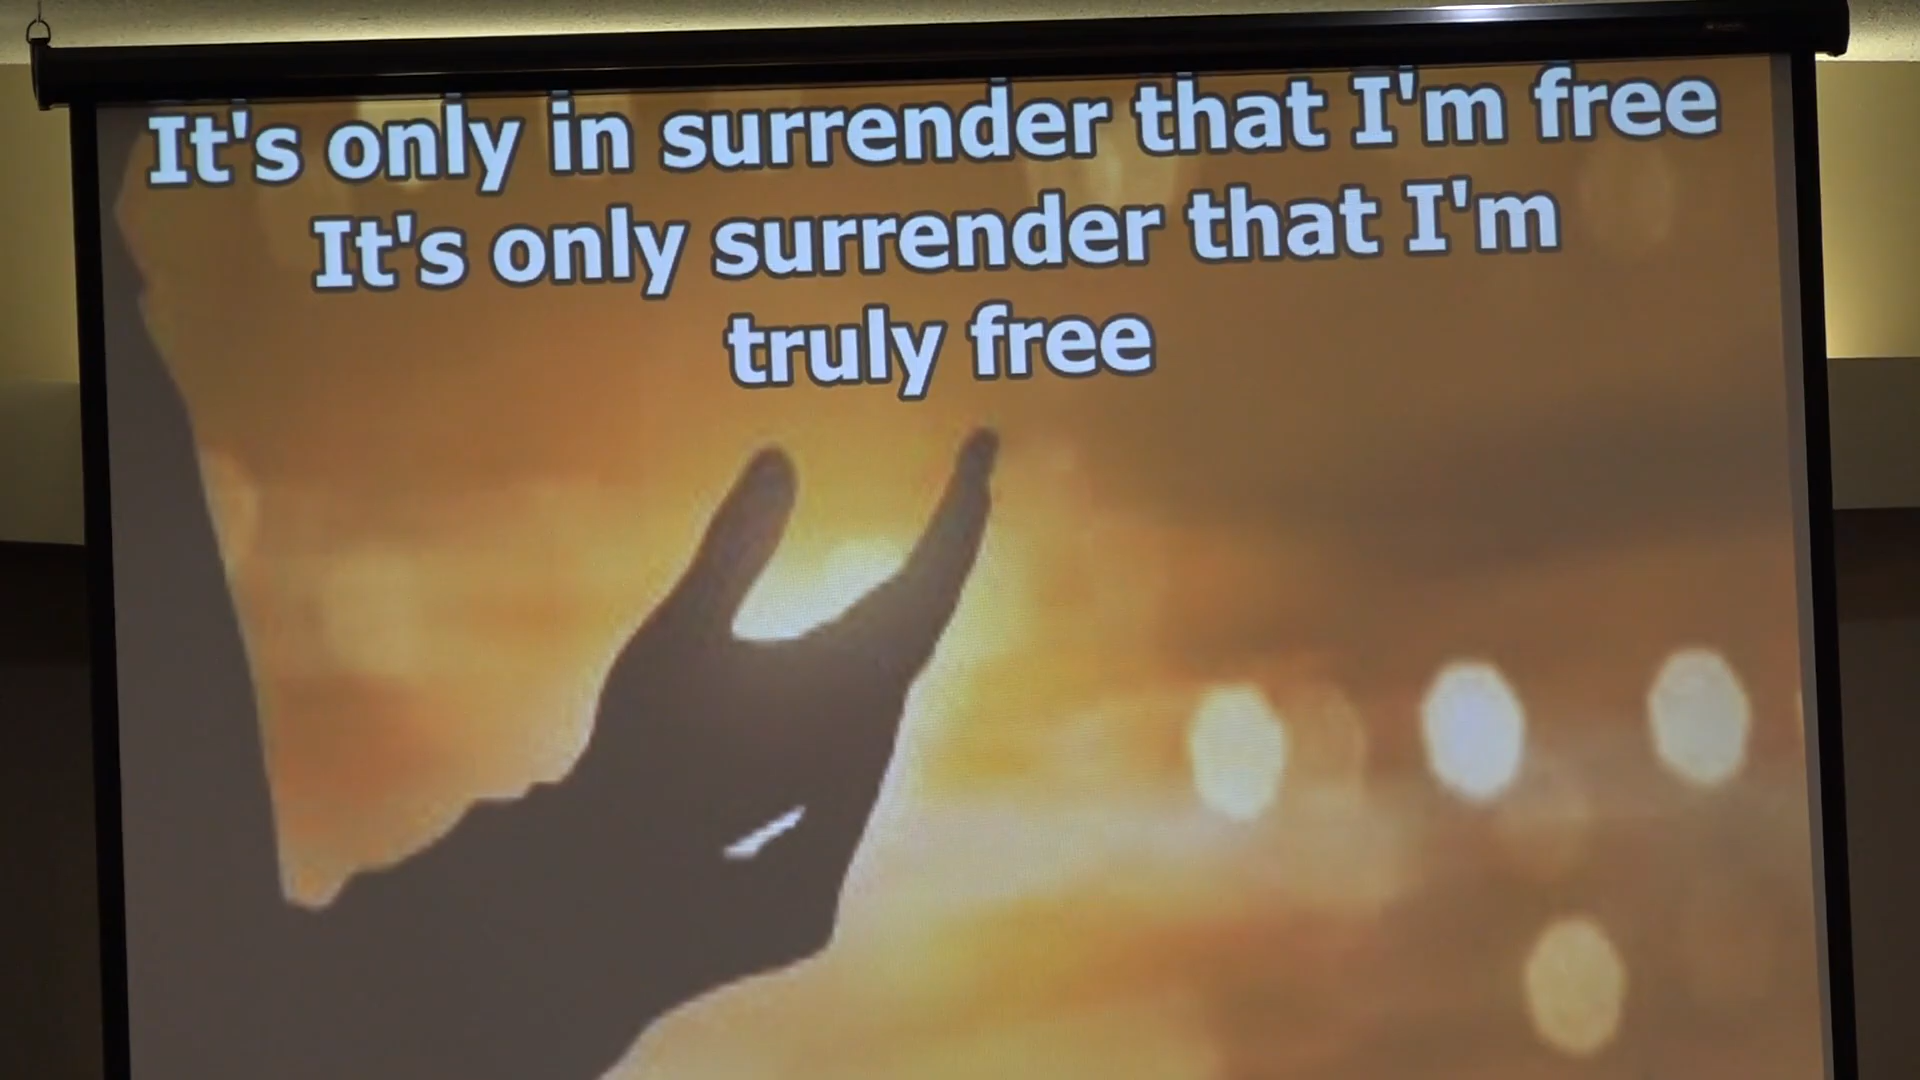 It's only in surrender that I'm free
It's only surrender that I'm
truly free